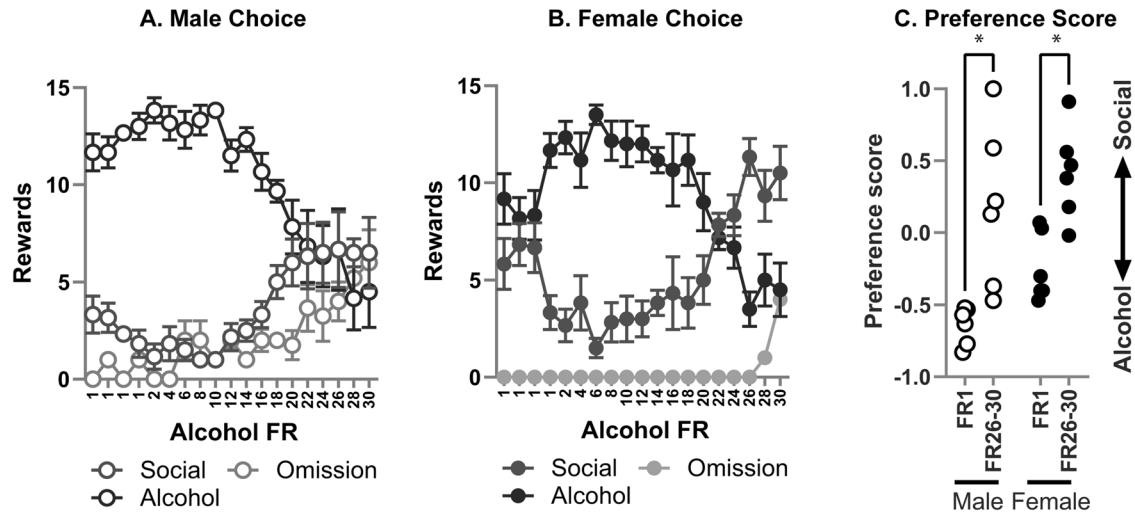 A. Male Choice
15
10
5
0
Rewards
1 1 1 1 2 4 6 8 10 12 14 16 18 20 22 24 26 28 30
Alcohol FR
Social Omission
Alcohol
B. Female Choice
15
10
5
0
Rewards
1 1 1 1 2 4 6 8 10 12 14 16 18 20 22 24 26 28 30
Alcohol FR
Social Omission
Alcohol
C. Preference Score
* *
1.0
0.5
0.0
-0.5
-1.0
Preference score
Alcohol Social
FR1 FR26-30 FR1 FR26-30
Male Female